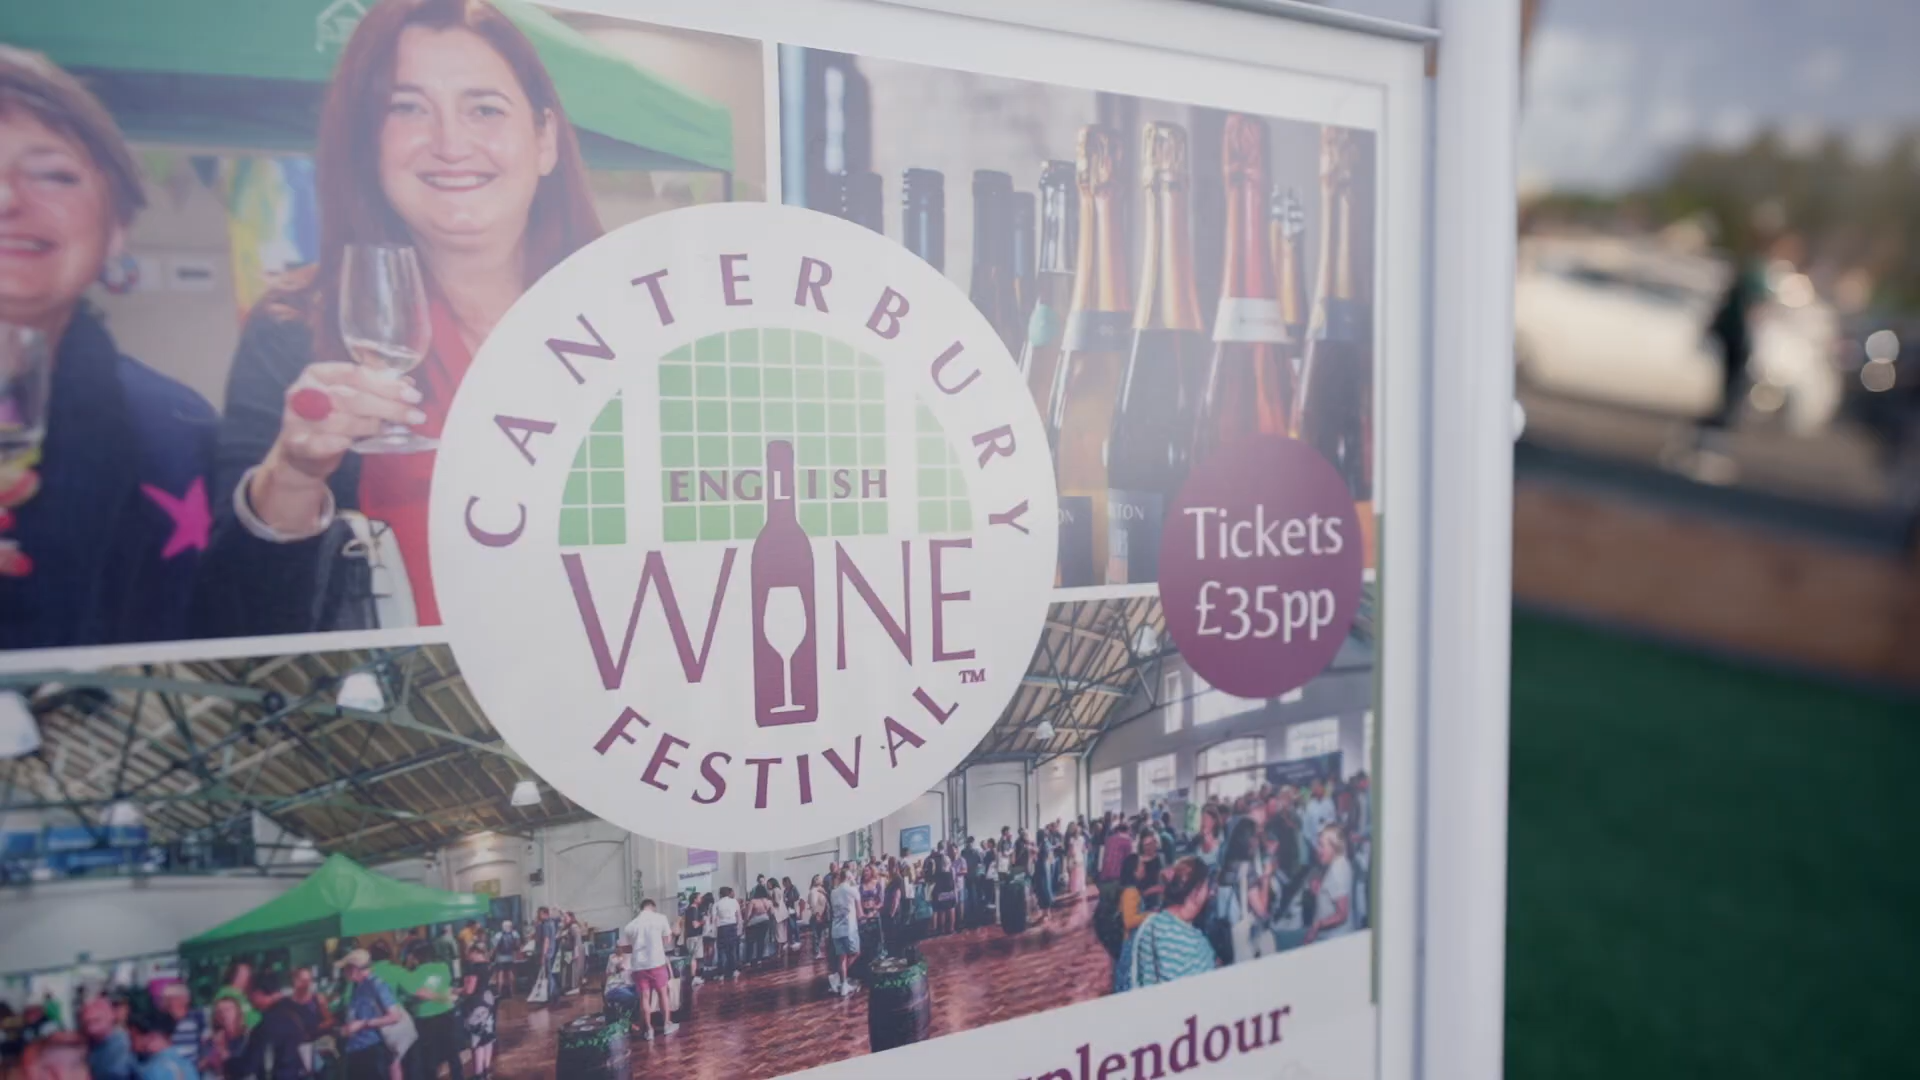 CANTERBURY
ENGLISH
WINE
FESTIVAL™
Tickets
£35pp